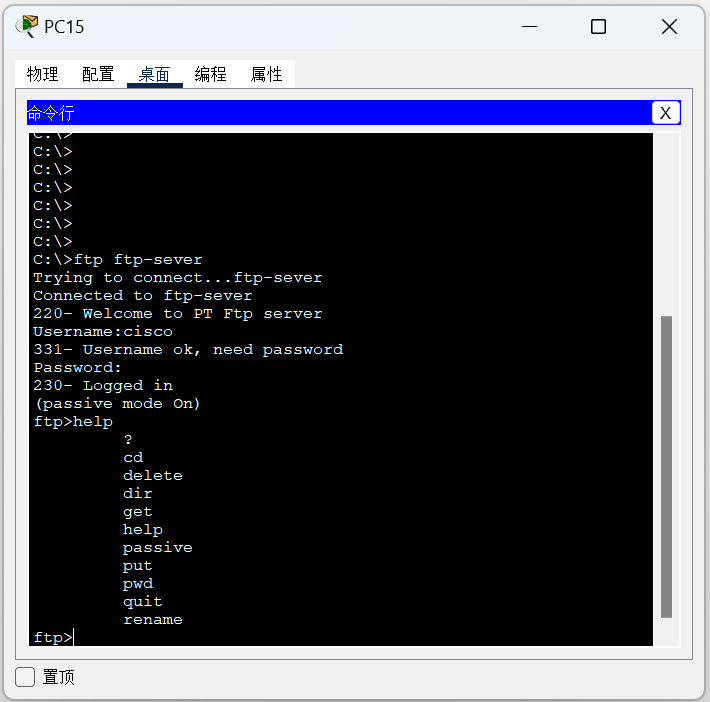 PC15
物理 配置 桌面 编程 属性
命令行 X
C:\>
C:\>
C:\>
C:\>
C:\>
C:\>
C:\>
C:\>ftp ftp-sever
Trying to connect...ftp-sever
Connected to ftp-sever
220- Welcome to PT Ftp server
Username:cisco
331- Username ok, need password
Password:
230- Logged in
(passive mode On)
ftp>help
?
cd
delete
dir
get
help
passive
put
pwd
quit
rename
ftp>
置顶